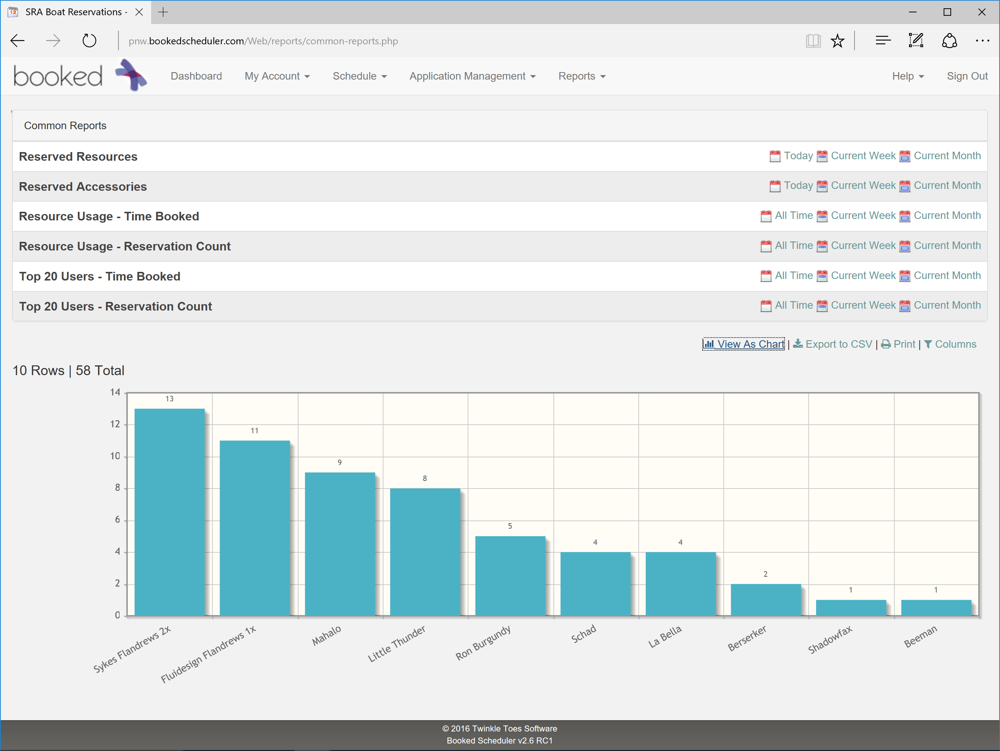 12 SRA Boat Reservations -
pnw.bookedscheduler.com/Web/reports/common-reports.php
booked Dashboard My Account Schedule Application Management Reports Help Sign Out
Common Reports
Reserved Resources Today Current Week Current Month
Reserved Accessories Today Current Week Current Month
Resource Usage - Time Booked All Time Current Week Current Month
Resource Usage - Reservation Count All Time Current Week Current Month
Top 20 Users - Time Booked All Time Current Week Current Month
Top 20 Users - Reservation Count All Time Current Week Current Month
View As Chart | Export to CSV | Print | Columns
10 Rows | 58 Total
14
12
10
8
6
4
2
0
13
11
9
8
5
4
4
2
1
1
Sykes Flandrews 2x
Fluidesign Flandrews 1x
Mahalo
Little Thunder
Ron Burgundy
Schad
La Bella
Berserker
Shadowfax
Beeman
© 2016 Twinkle Toes Software
Booked Scheduler v2.6 RC1